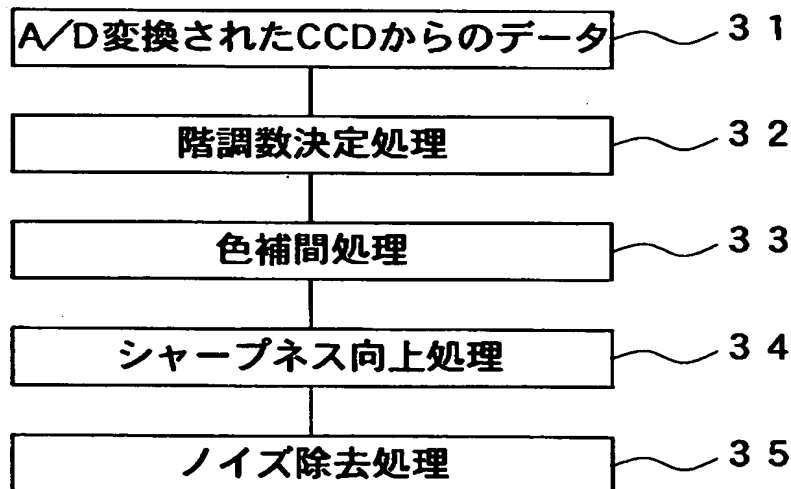 A/D変換されたCCDからのデータ 31
階調数決定処理 32
色補間処理 33
シャープネス向上処理 34
ノイズ除去処理 35